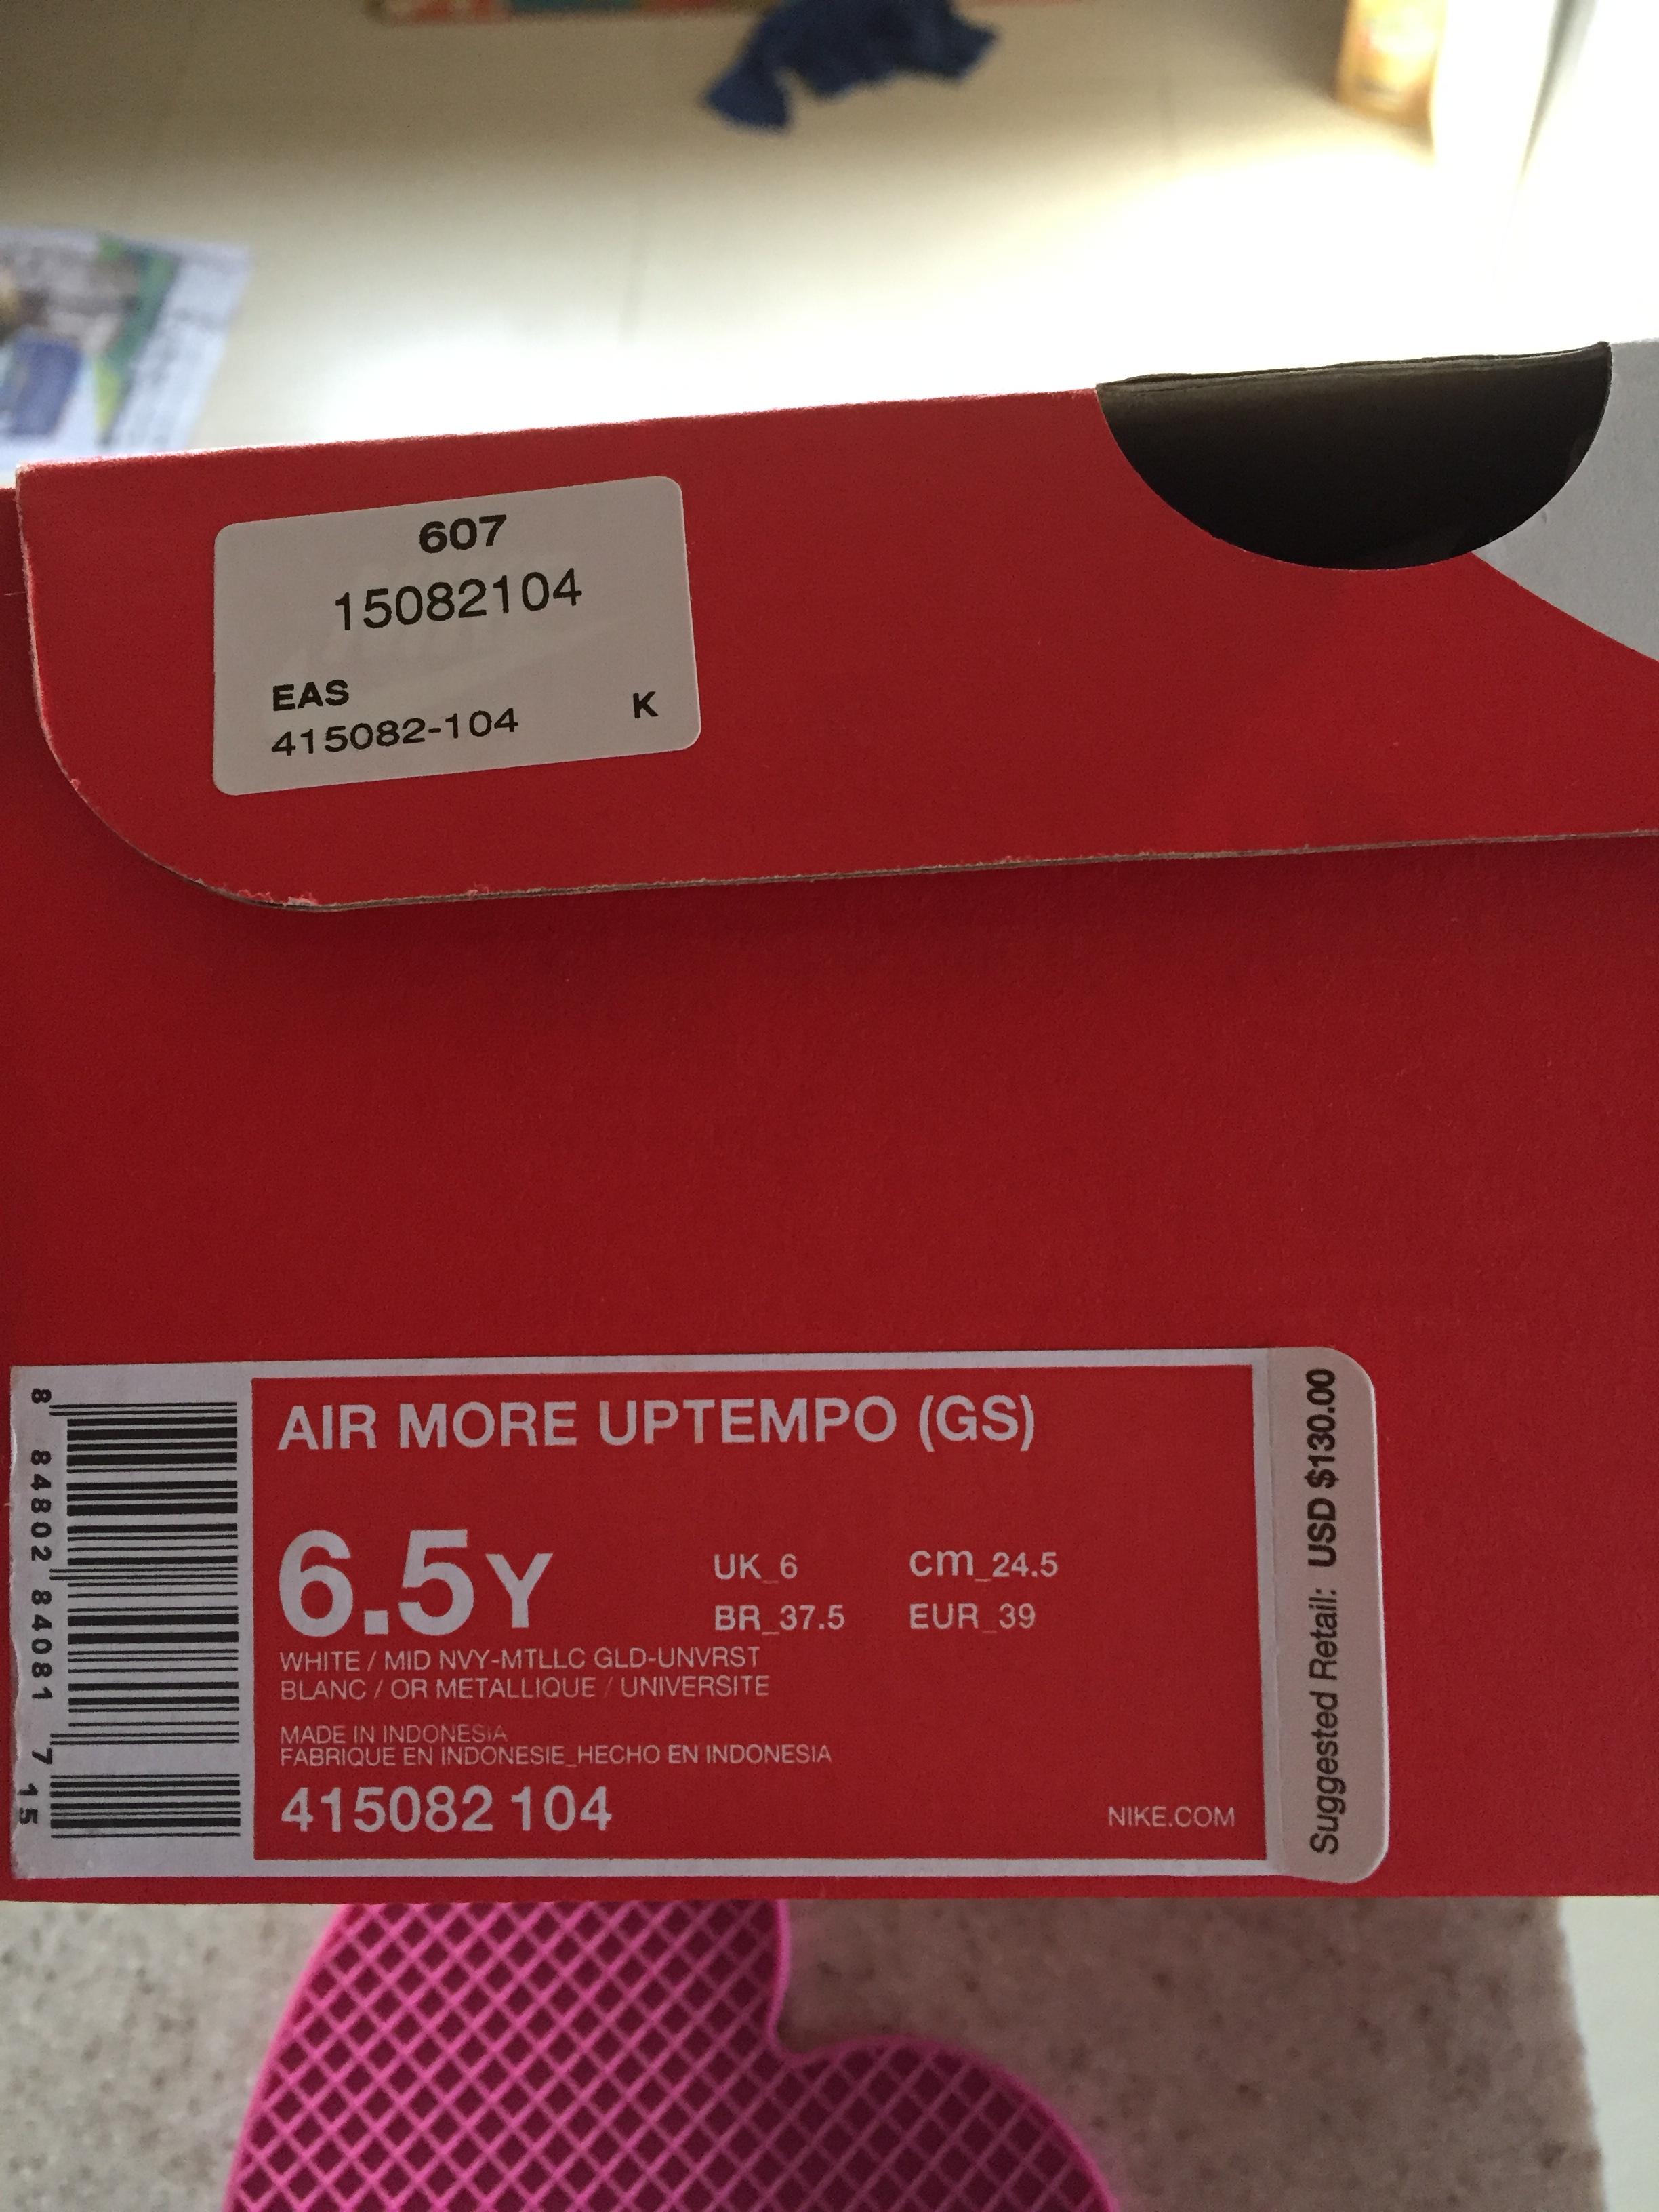 607
15082104
EAS
415082-104
K
AIR MORE UPTEMPO (GS)
6.5Y
UK_6
cm_24.5
BR_37.5
EUR_39
WHITE / MID NVY-MTLLC GLD-UNVRST
BLANC / OR METALLIQUE / UNIVERSITE
MADE IN INDONESIA
FABRIQUE EN INDONESIE_HECHO EN INDONESIA
415082 104
NIKE.COM
8 84802 84081 7 15
Suggested Retail: USD $130.00